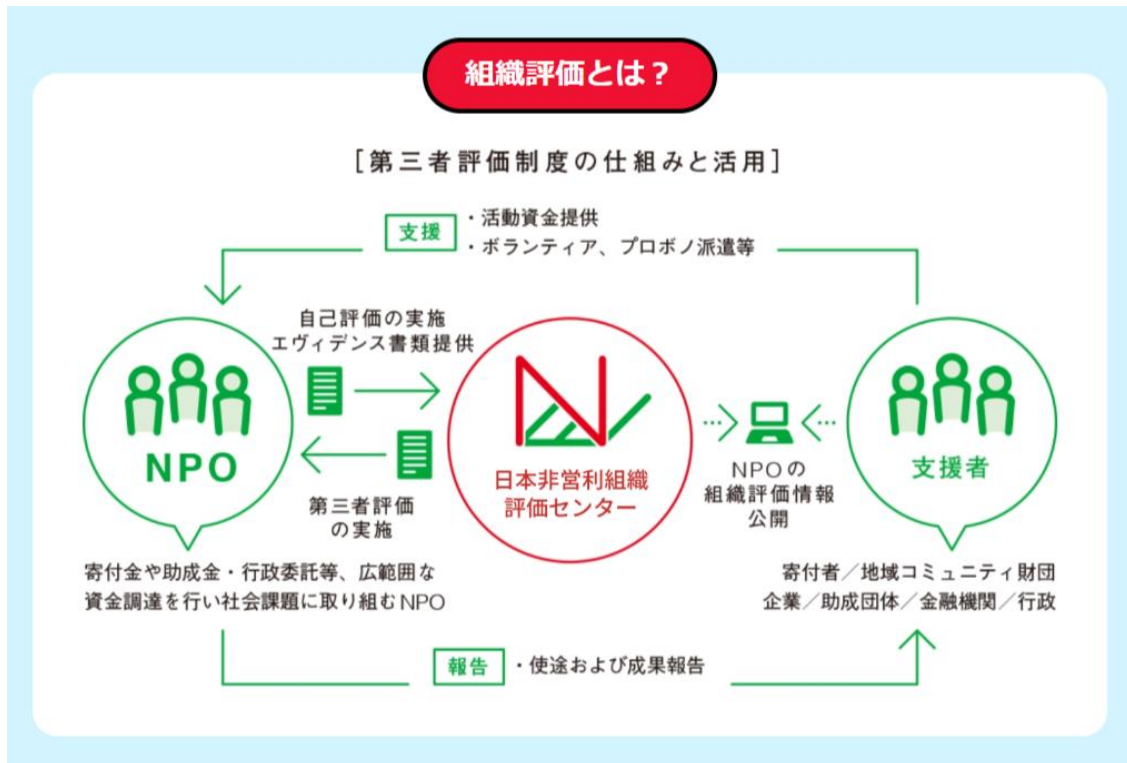 組織評価とは？
［第三者評価制度の仕組みと活用］
支援
・活動資金提供
・ボランティア、プロボノ派遣等
自己評価の実施
エヴィデンス書類提供
NPO
第三者評価
の実施
日本非営利組織
評価センター
NPOの
組織評価情報
公開
支援者
寄付金や助成金・行政委託等、広範囲な
資金調達を行い社会課題に取り組むNPO
寄付者／地域コミュニティ財団
企業／助成団体／金融機関／行政
報告
・使途および成果報告